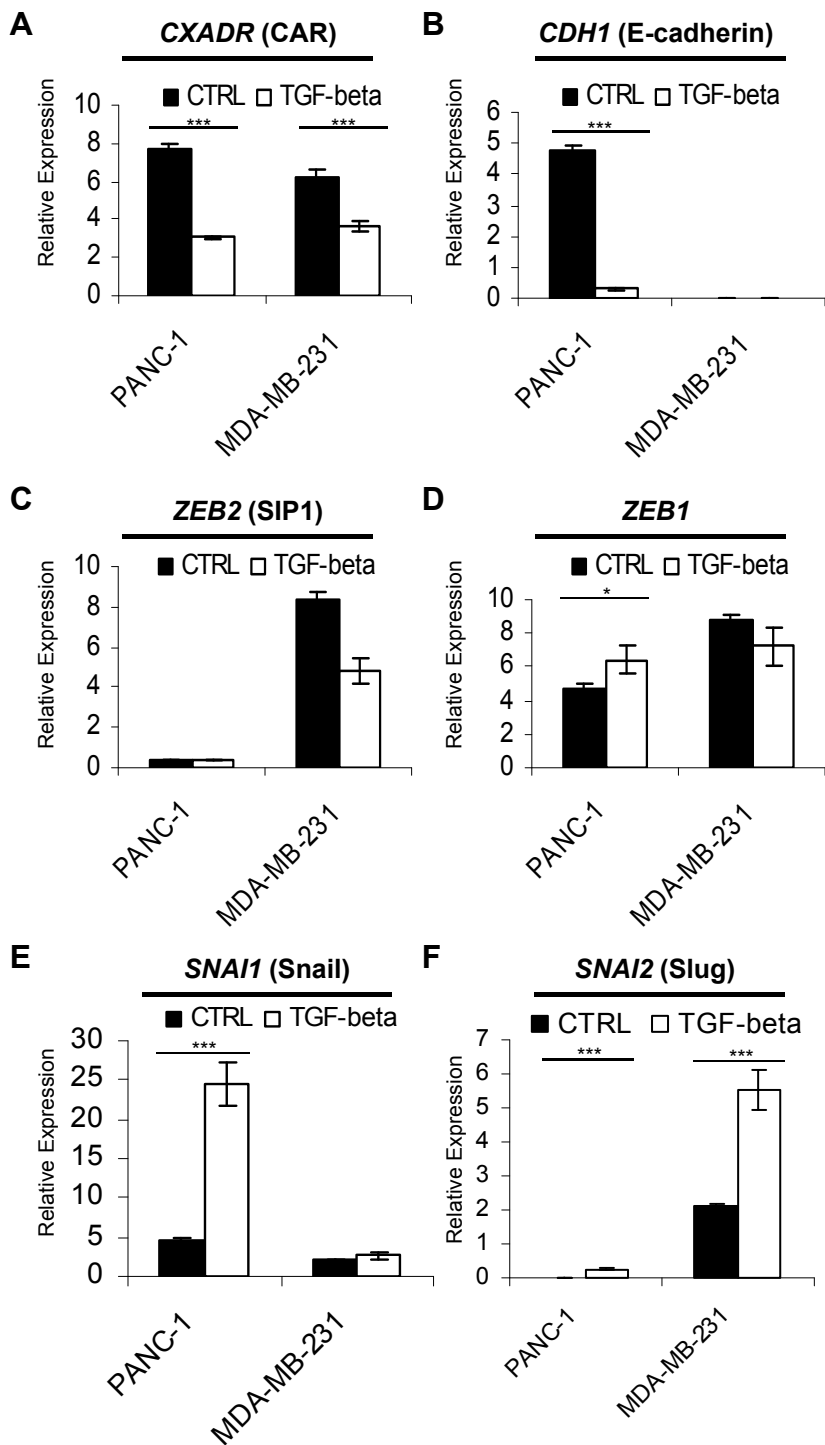 A
CXADR (CAR)
CTRL TGF-beta
Relative Expression
10
8
6
4
2
0
***
***
PANC-1
MDA-MB-231
B
CDH1 (E-cadherin)
CTRL TGF-beta
Relative Expression
6
5
4
3
2
1
0
***
PANC-1
MDA-MB-231
C
ZEB2 (SIP1)
CTRL TGF-beta
Relative Expression
10
8
6
4
2
0
PANC-1
MDA-MB-231
D
ZEB1
CTRL TGF-beta
Relative Expression
10
8
6
4
2
0
*
PANC-1
MDA-MB-231
E
SNAI1 (Snail)
CTRL TGF-beta
Relative Expression
30
25
20
15
10
5
0
***
PANC-1
MDA-MB-231
F
SNAI2 (Slug)
CTRL TGF-beta
Relative Expression
7
6
5
4
3
2
1
0
***
***
PANC-1
MDA-MB-231